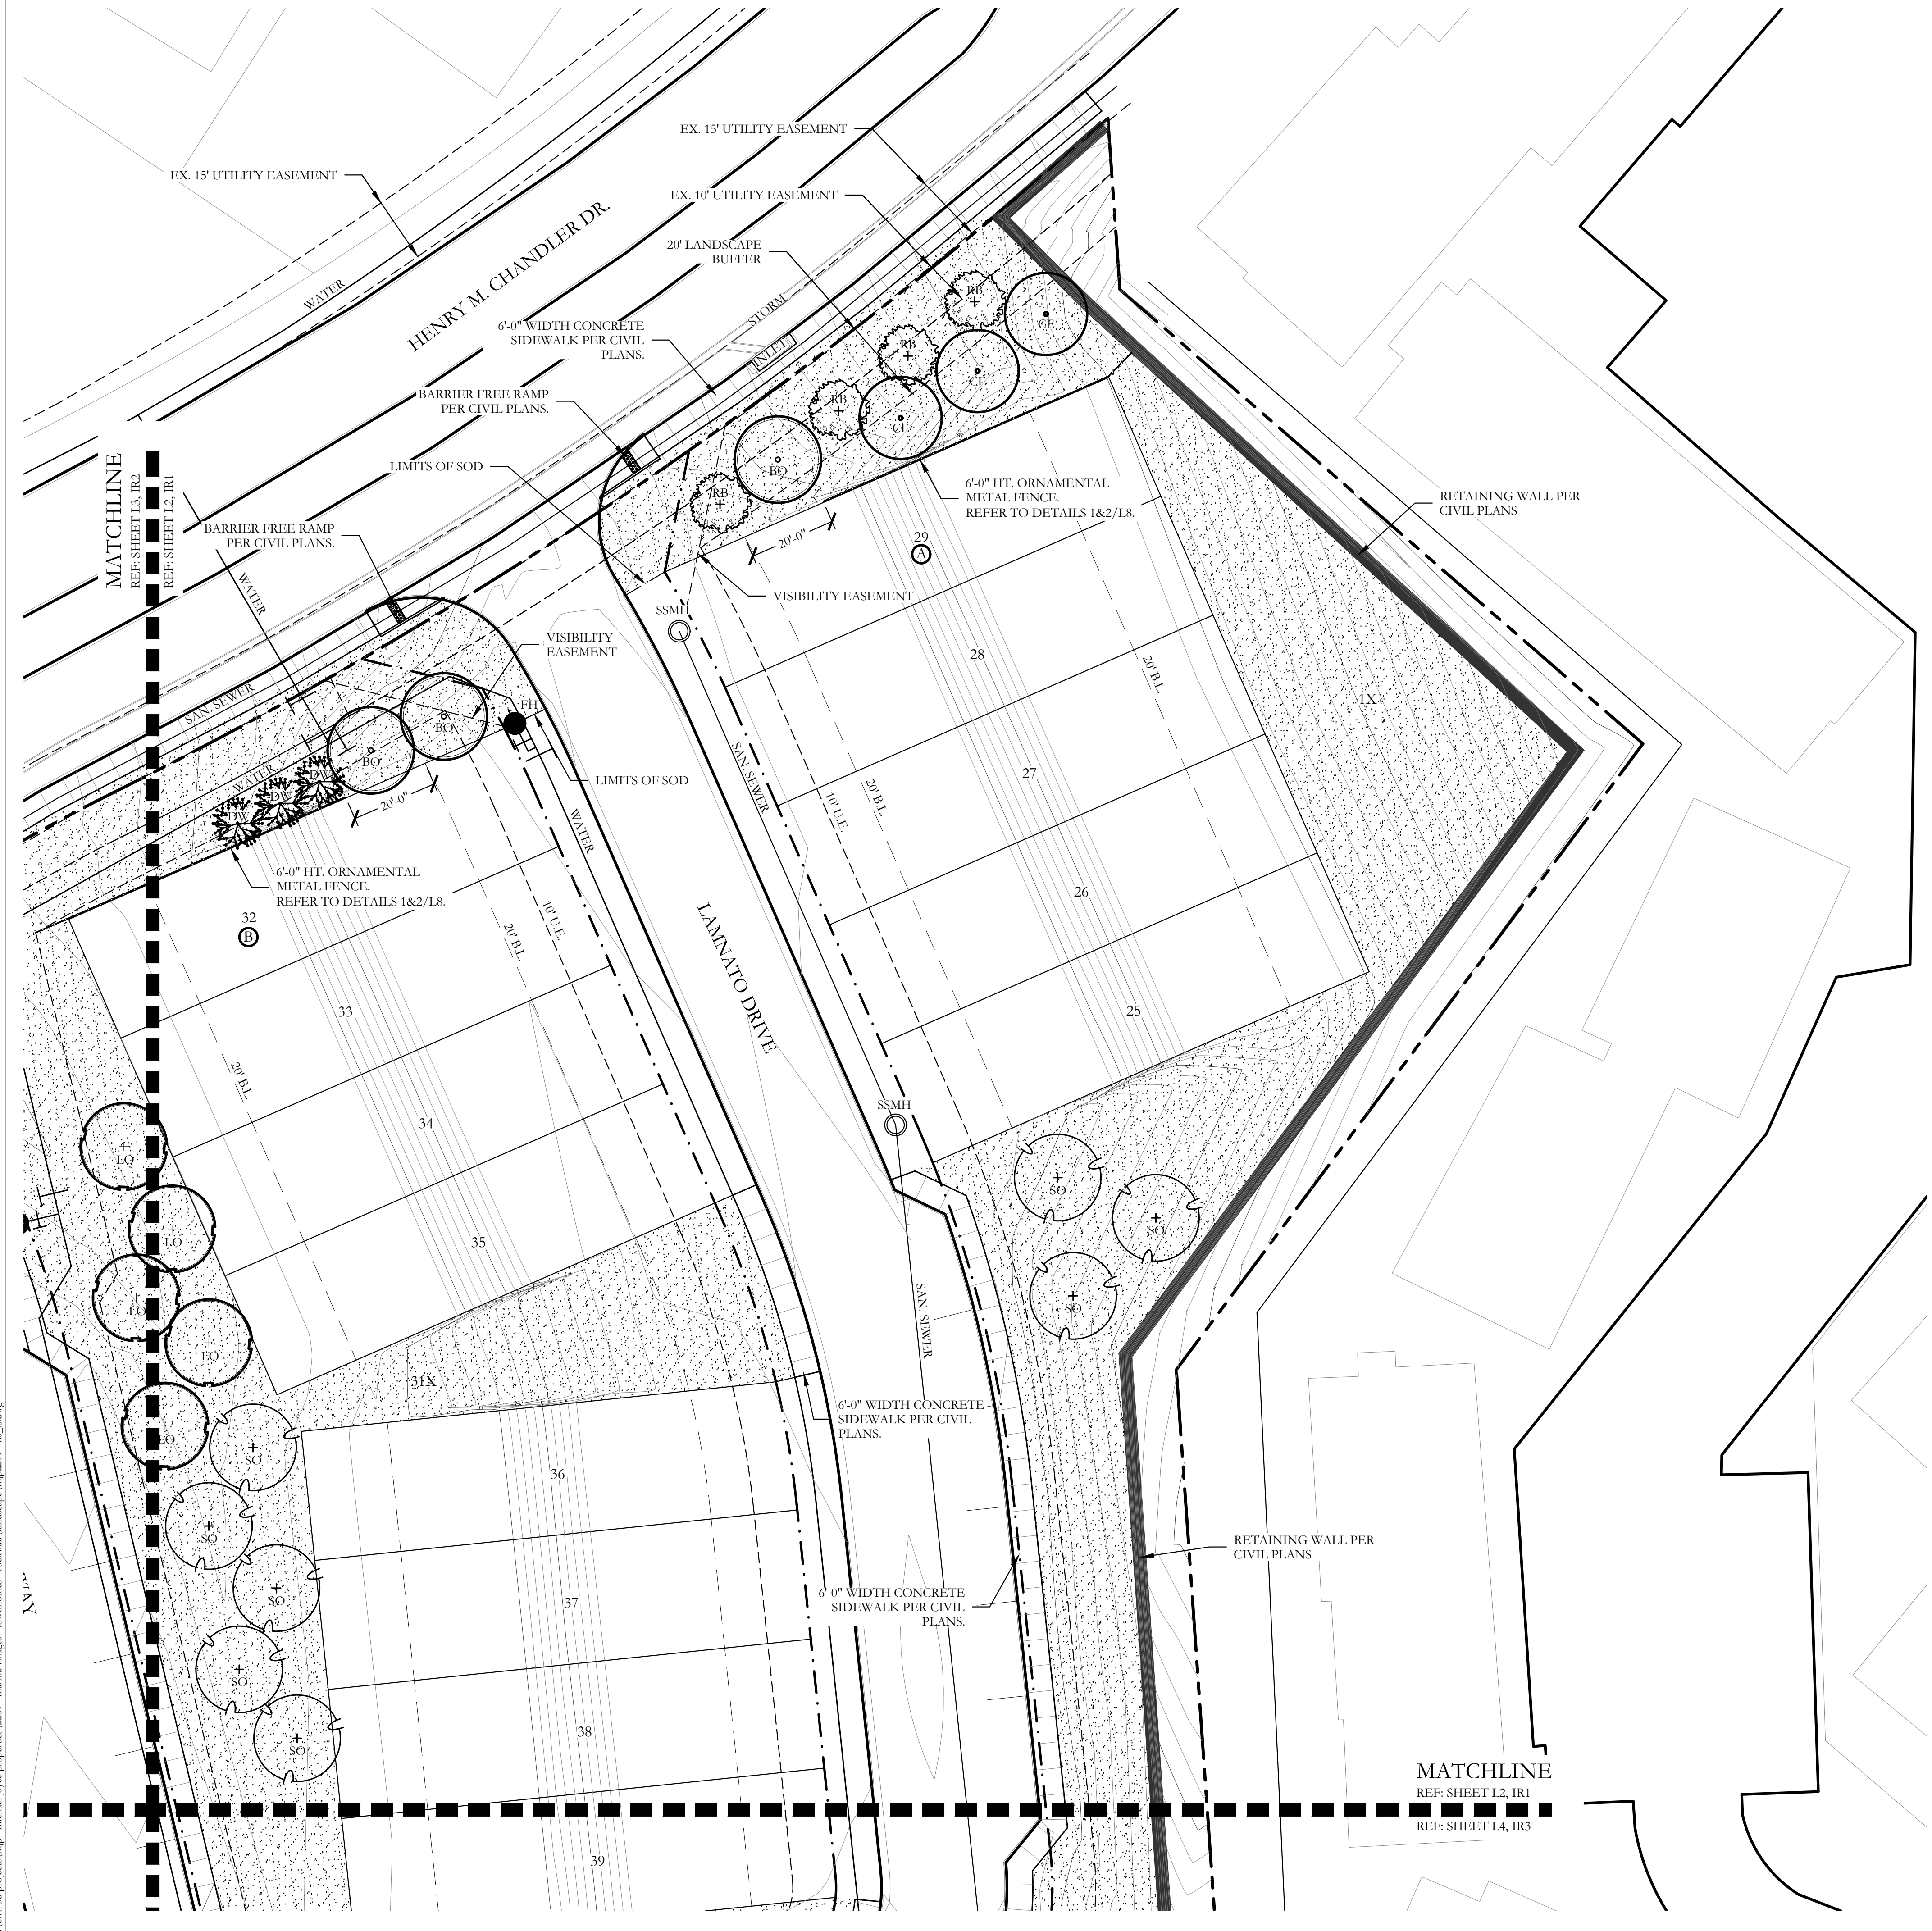 EX. 15' UTILITY EASEMENT
EX. 15' UTILITY EASEMENT
EX. 10' UTILITY EASEMENT
20' LANDSCAPE
BUFFER
HENRY M. CHANDLER DR.
WATER
STORM
INLET
6'-0" WIDTH CONCRETE
SIDEWALK PER CIVIL
PLANS.
BARRIER FREE RAMP
PER CIVIL PLANS.
LIMITS OF SOD
RB
CE
RB
CE
RB
CE
BO
RB
MATCHLINE
REF: SHEET L3, IR2
REF: SHEET L2, IR1
BARRIER FREE RAMP
PER CIVIL PLANS.
WATER
6'-0" HT. ORNAMENTAL
METAL FENCE.
REFER TO DETAILS 1&2/L8.
RETAINING WALL PER
CIVIL PLANS
20'-0"
29
A
VISIBILITY EASEMENT
SSMH
VISIBILITY
EASEMENT
28
20' B.L.
1X
SAN. SEWER
FH
BO
BO
WATER
DW
DW
DW
20'-0"
LIMITS OF SOD
SAN. SEWER
27
10' U.E.
20' B.L.
WATER
6'-0" HT. ORNAMENTAL
METAL FENCE.
REFER TO DETAILS 1&2/L8.
26
32
B
20' B.L.
10' U.E.
LAMNATO DRIVE
33
25
20' B.L.
34
SSMH
LO
SO
SO
LO
35
SO
LO
SAN. SEWER
LO
31X
6'-0" WIDTH CONCRETE
SIDEWALK PER CIVIL
PLANS.
LO
SO
36
SO
RETAINING WALL PER
CIVIL PLANS
WAY
SO
37
6'-0" WIDTH CONCRETE
SIDEWALK PER CIVIL
PLANS.
SO
38
SO
MATCHLINE
REF: SHEET L2, IR1
REF: SHEET L4, IR3
39